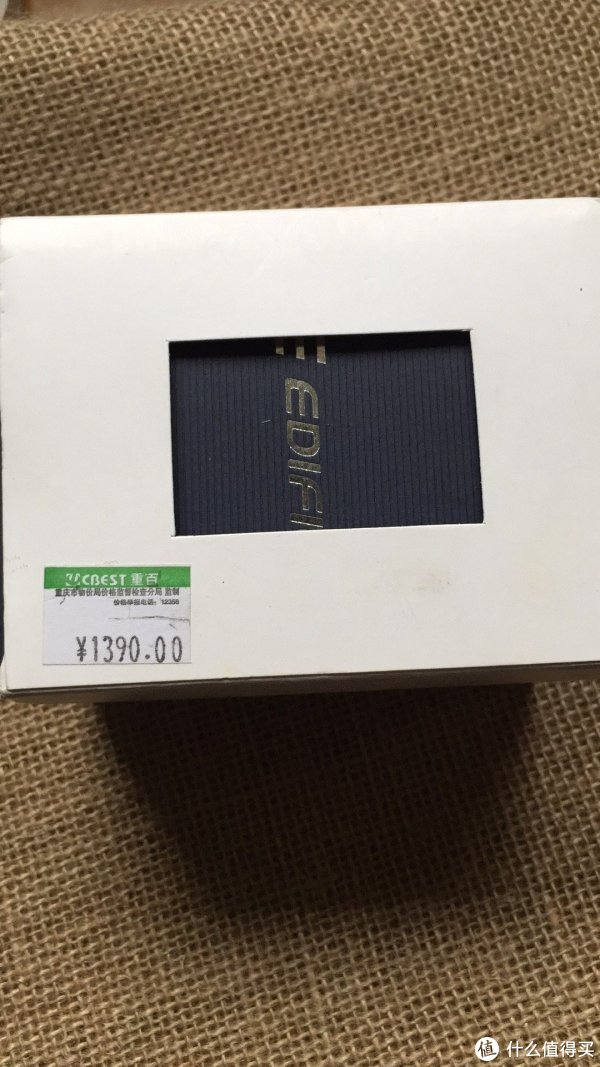 EDIFI
CBEST 重百
重庆市物价局价格监督检查分局 监制
价格举报电话：12358
¥1390.00
值 什么值得买